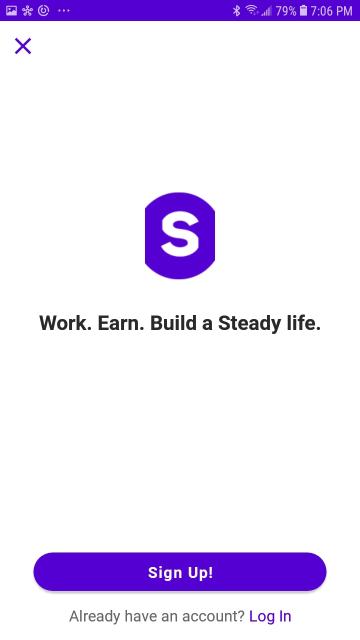 79% 7:06 PM
S
Work. Earn. Build a Steady life.
Sign Up!
Already have an account? Log In